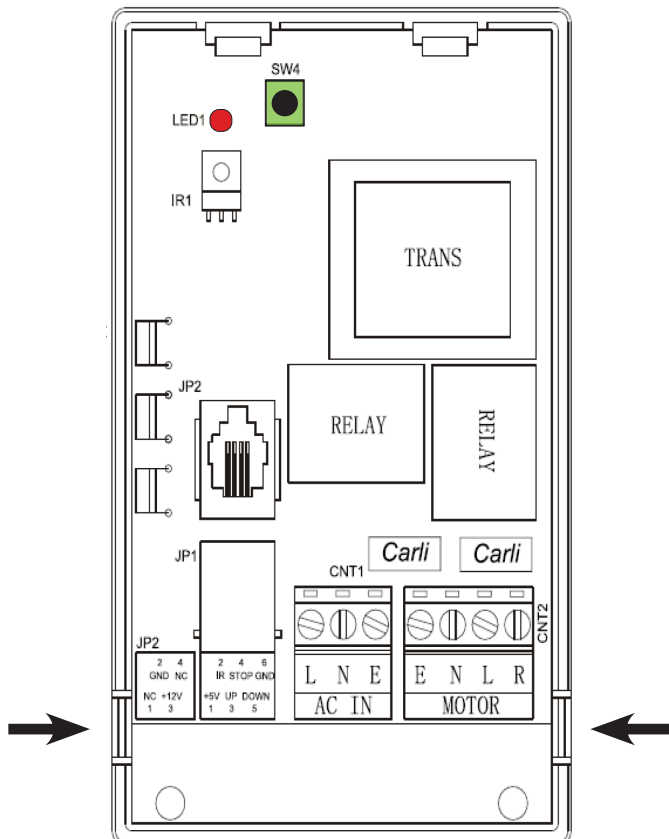 SW4
LED1
IR1
TRANS
JP2
RELAY
RELAY
Carli
Carli
JP1
CNT1
CNT2
JP2
2 4
GND NC
NC +12V
1 3
2 4 6
IR STOP GND
+5V UP DOWN
1 3 5
L N E
AC IN
E N L R
MOTOR